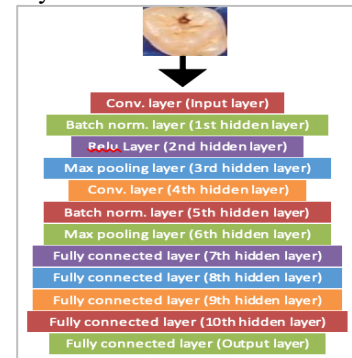 Conv. layer (Input layer)
Batch norm. layer (1st hidden layer)
Relu Layer (2nd hidden layer)
Max pooling layer (3rd hidden layer)
Conv. layer (4th hidden layer)
Batch norm. layer (5th hidden layer)
Max pooling layer (6th hidden layer)
Fully connected layer (7th hidden layer)
Fully connected layer (8th hidden layer)
Fully connected layer (9th hidden layer)
Fully connected layer (10th hidden layer)
Fully connected layer (Output layer)